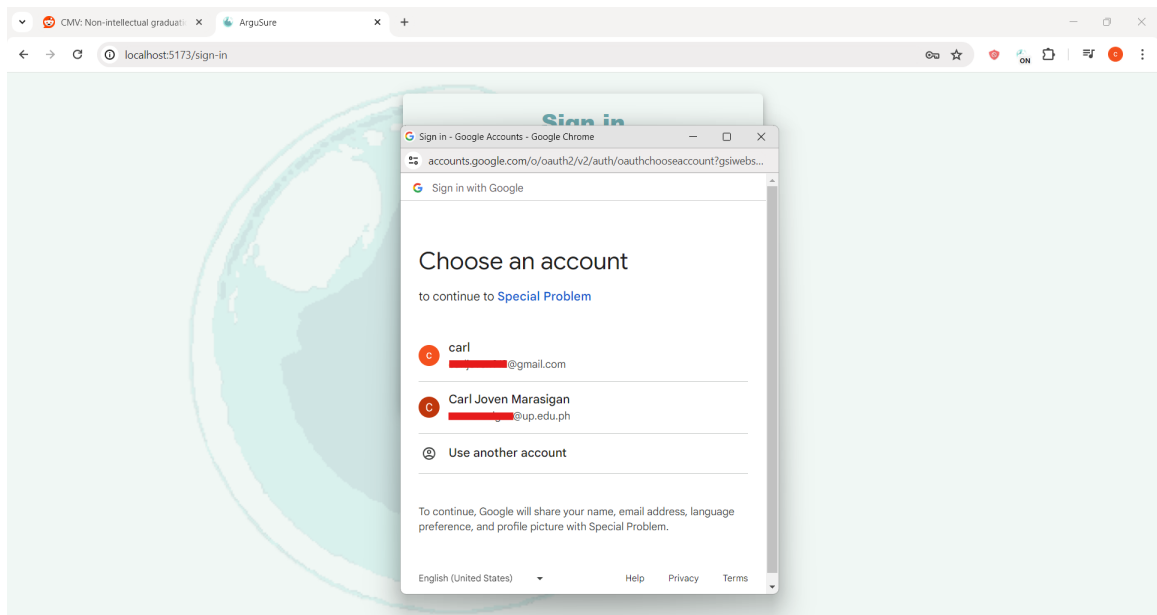 CMV: Non-intellectual graduati
ArguSure
localhost:5173/sign-in
ON
C
Sign in
Sign in - Google Accounts - Google Chrome
accounts.google.com/o/oauth2/v2/auth/oauthchooseaccount?gsiwebs...
Sign in with Google
Choose an account
to continue to Special Problem
C
carl
@gmail.com
C
Carl Joven Marasigan
@up.edu.ph
Use another account
To continue, Google will share your name, email address, language
preference, and profile picture with Special Problem.
English (United States) Help Privacy Terms